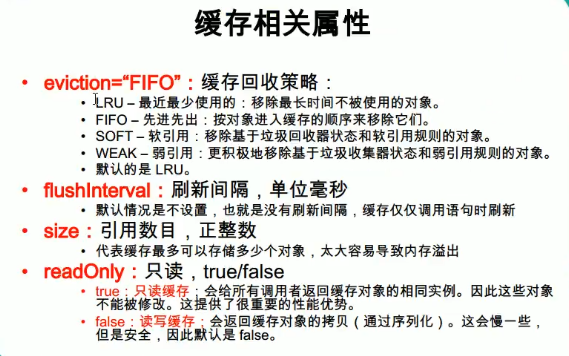 缓存相关属性
• eviction=“FIFO”：缓存回收策略：
• LRU – 最近最少使用的：移除最长时间不被使用的对象。
• FIFO – 先进先出：按对象进入缓存的顺序来移除它们。
• SOFT – 软引用：移除基于垃圾回收器状态和软引用规则的对象。
• WEAK – 弱引用：更积极地移除基于垃圾收集器状态和弱引用规则的对象。
• 默认的是 LRU。
• flushInterval：刷新间隔，单位毫秒
• 默认情况是不设置，也就是没有刷新间隔，缓存仅仅调用语句时刷新
• size：引用数目，正整数
• 代表缓存最多可以存储多少个对象，太大容易导致内存溢出
• readOnly：只读，true/false
• true：只读缓存；会给所有调用者返回缓存对象的相同实例。因此这些对象
不能被修改。这提供了很重要的性能优势。
• false：读写缓存；会返回缓存对象的拷贝（通过序列化）。这会慢一些，
但是安全，因此默认是 false。